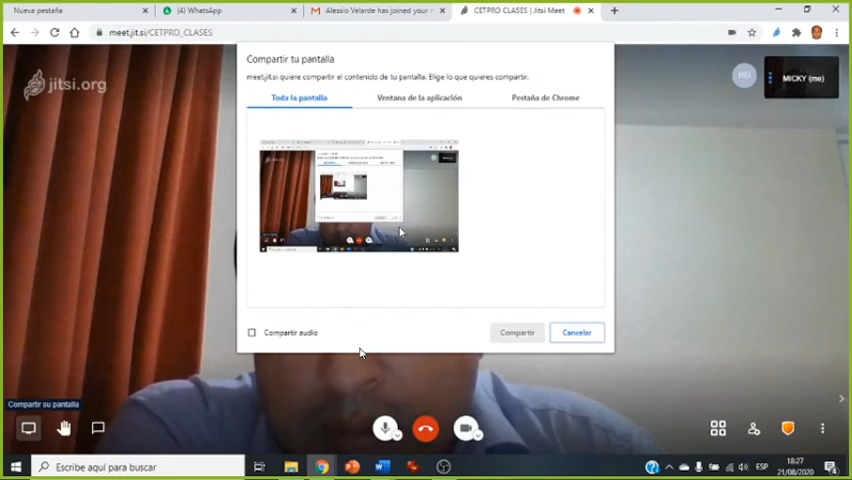 Nueva pestaña
(4) WhatsApp
Alessio Velarde has joined your m
CETPRO CLASES | Jitsi Meet
meet.jit.si/CETPRO_CLASES
jitsi.org
Compartir tu pantalla
meet.jit.si quiere compartir el contenido de tu pantalla. Elige lo que quieres compartir.
Toda la pantalla
Ventana de la aplicación
Pestaña de Chrome
MICKY (me)
Compartir audio
Compartir
Cancelar
Compartir su pantalla
Escribe aquí para buscar
ESP
18:27
21/08/2020